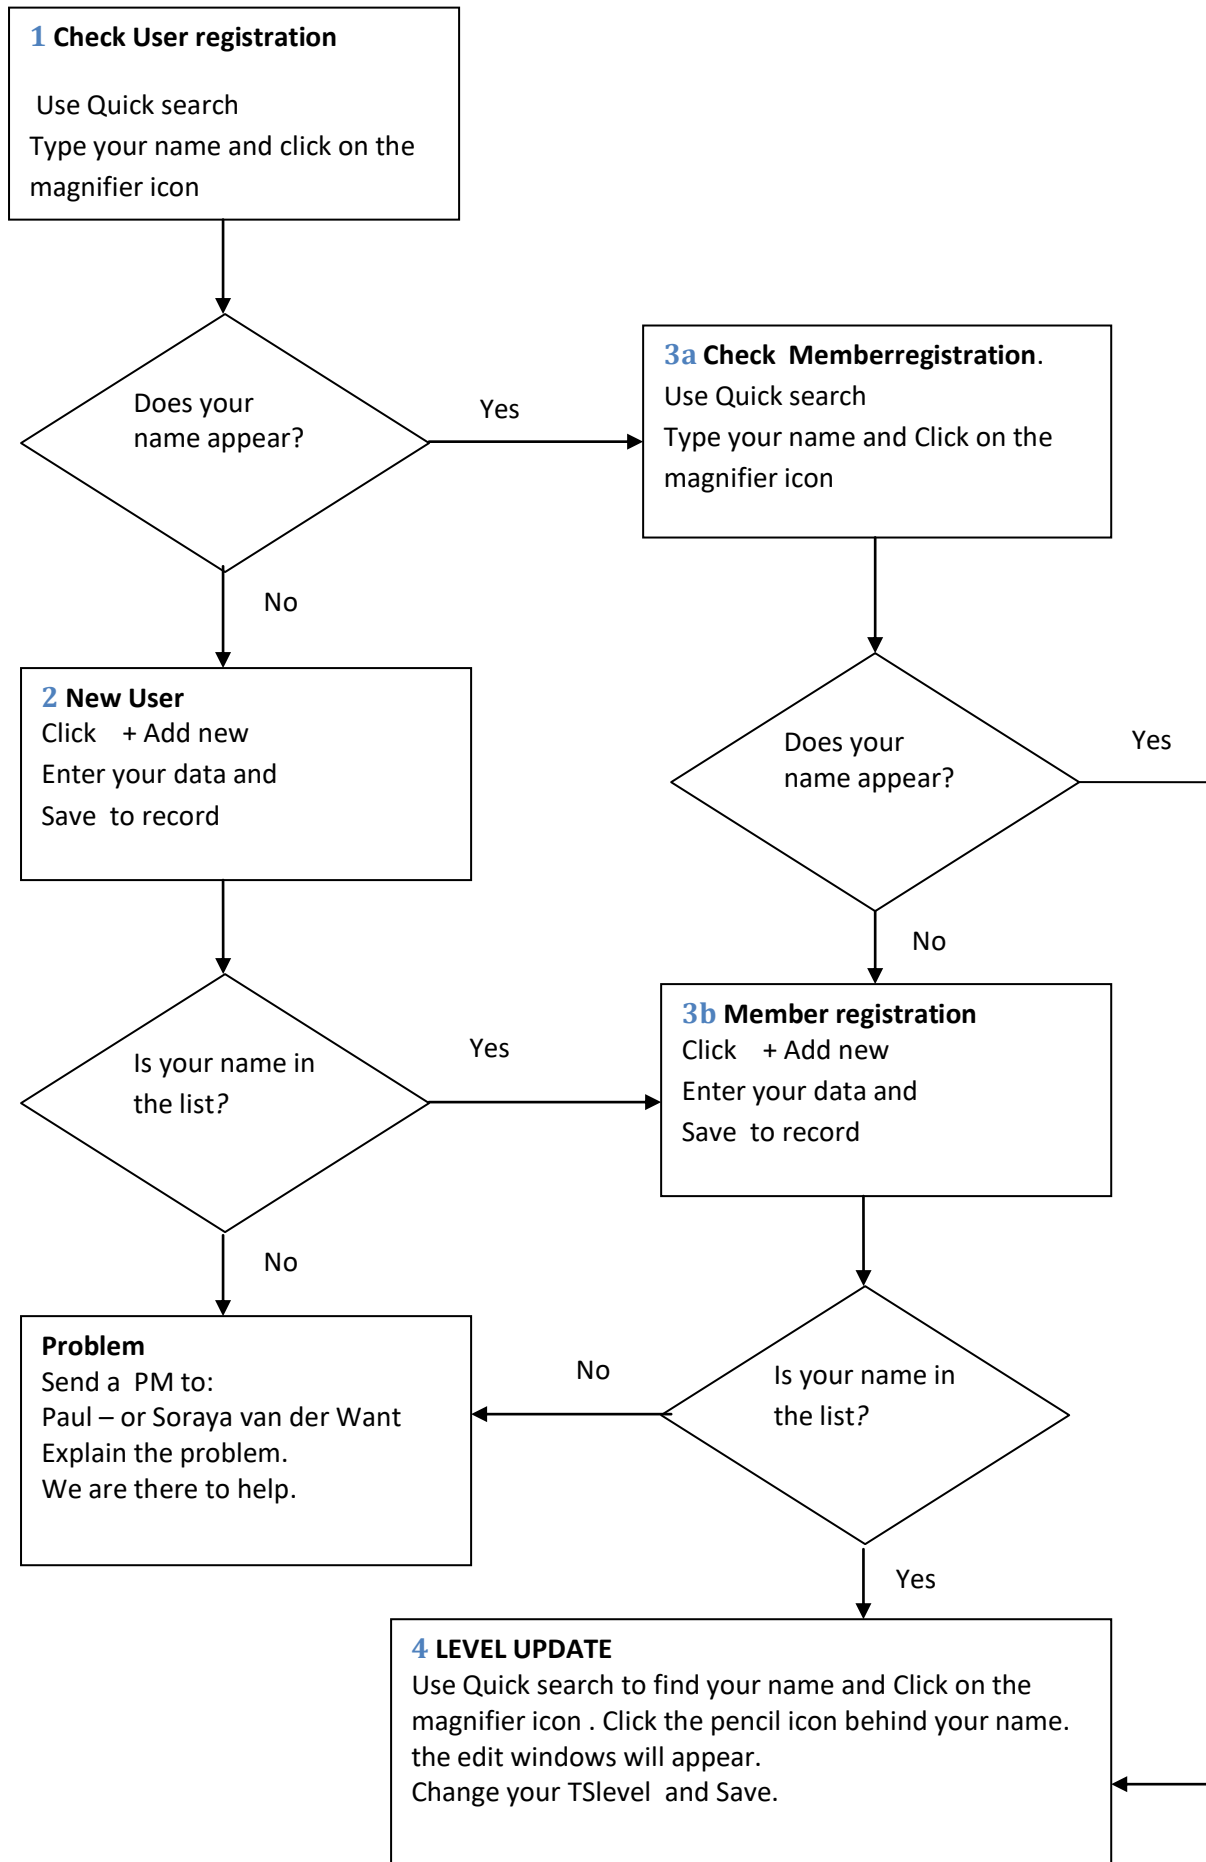 1 Check User registration
Use Quick search
Type your name and click on the
magnifier icon
Does your
name appear?
Yes
3a Check  Memberregistration.
Use Quick search
Type your name and Click on the
magnifier icon
No
2 New User
Click    + Add new
Enter your data and
Save  to record
Does your
name appear?
Yes
No
Is your name in
the list?
Yes
3b Member registration
Click    + Add new
Enter your data and
Save  to record
No
Problem
Send a  PM to:
Paul – or Soraya van der Want
Explain the problem.
We are there to help.
No
Is your name in
the list?
Yes
4 LEVEL UPDATE
Use Quick search to find your name and Click on the
magnifier icon . Click the pencil icon behind your name.
the edit windows will appear.
Change your TSlevel  and Save.